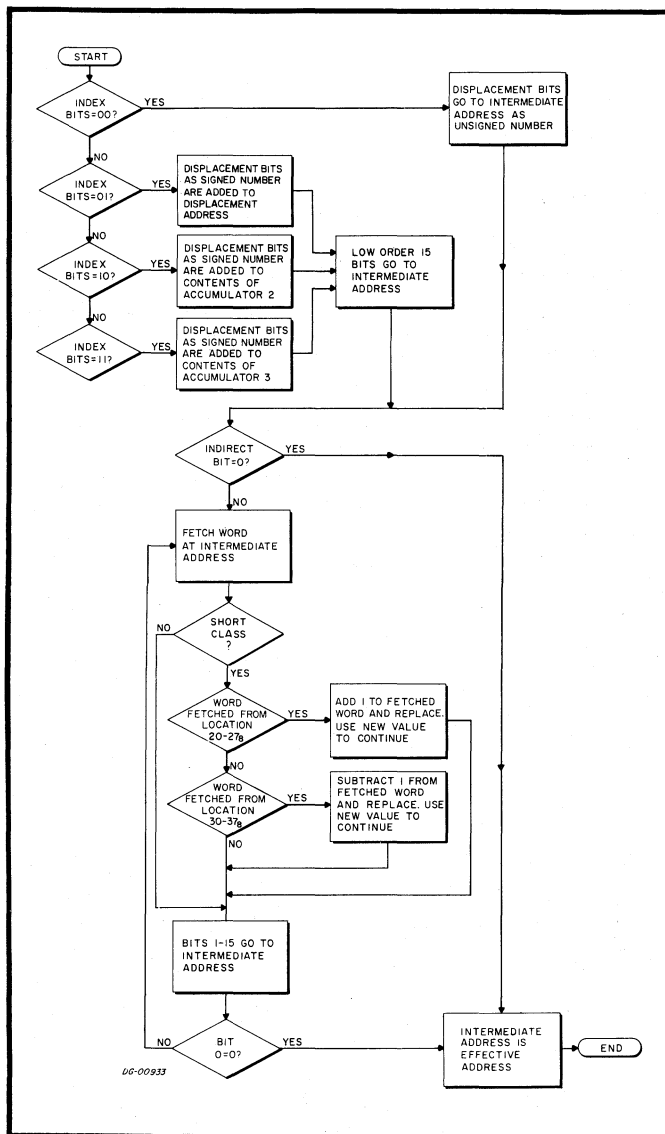 START
INDEX
BITS=00?
YES
DISPLACEMENT BITS
GO TO INTERMEDIATE
ADDRESS AS
UNSIGNED NUMBER
NO
INDEX
BITS=01?
YES
DISPLACEMENT BITS
AS SIGNED NUMBER
ARE ADDED TO
DISPLACEMENT
ADDRESS
NO
INDEX
BITS=10?
YES
DISPLACEMENT BITS
AS SIGNED NUMBER
ARE ADDED TO
CONTENTS OF
ACCUMULATOR 2
LOW ORDER 15
BITS GO TO
INTERMEDIATE
ADDRESS
NO
INDEX
BITS=11?
YES
DISPLACEMENT BITS
AS SIGNED NUMBER
ARE ADDED TO
CONTENTS OF
ACCUMULATOR 3
INDIRECT
BIT=0?
YES
NO
FETCH WORD
AT INTERMEDIATE
ADDRESS
NO
SHORT
CLASS
?
YES
WORD
FETCHED FROM
LOCATION
20-27₈
YES
ADD 1 TO FETCHED
WORD AND REPLACE.
USE NEW VALUE
TO CONTINUE
NO
WORD
FETCHED FROM
LOCATION
30-37₈
YES
SUBTRACT 1 FROM
FETCHED WORD
AND REPLACE. USE
NEW VALUE TO
CONTINUE
NO
BITS 1-15 GO TO
INTERMEDIATE
ADDRESS
NO
BIT
0=0?
YES
INTERMEDIATE
ADDRESS IS
EFFECTIVE
ADDRESS
END
DG-00933